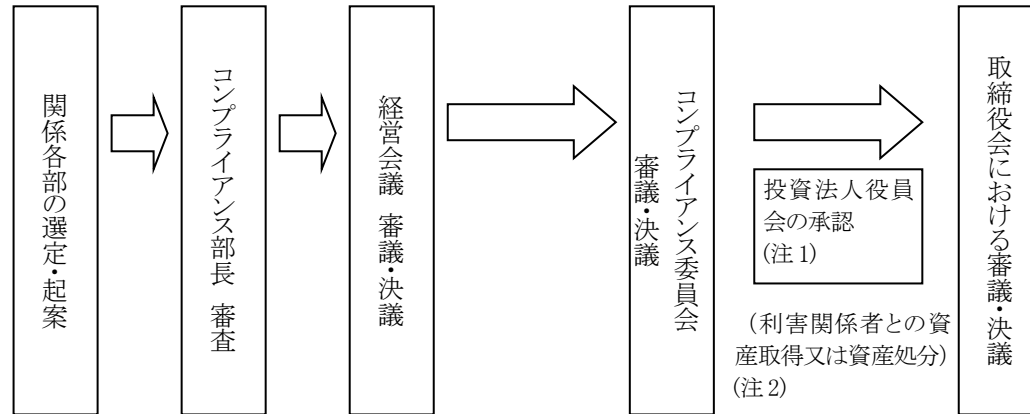 関係各部の選定・起案
コンプライアンス部長 審査
経営会議 審議・決議
コンプライアンス委員会
審議・決議
投資法人役員
会の承認
(注1)
(利害関係者との資
産取得又は資産処分)
(注2)
取締役会における審議・決議